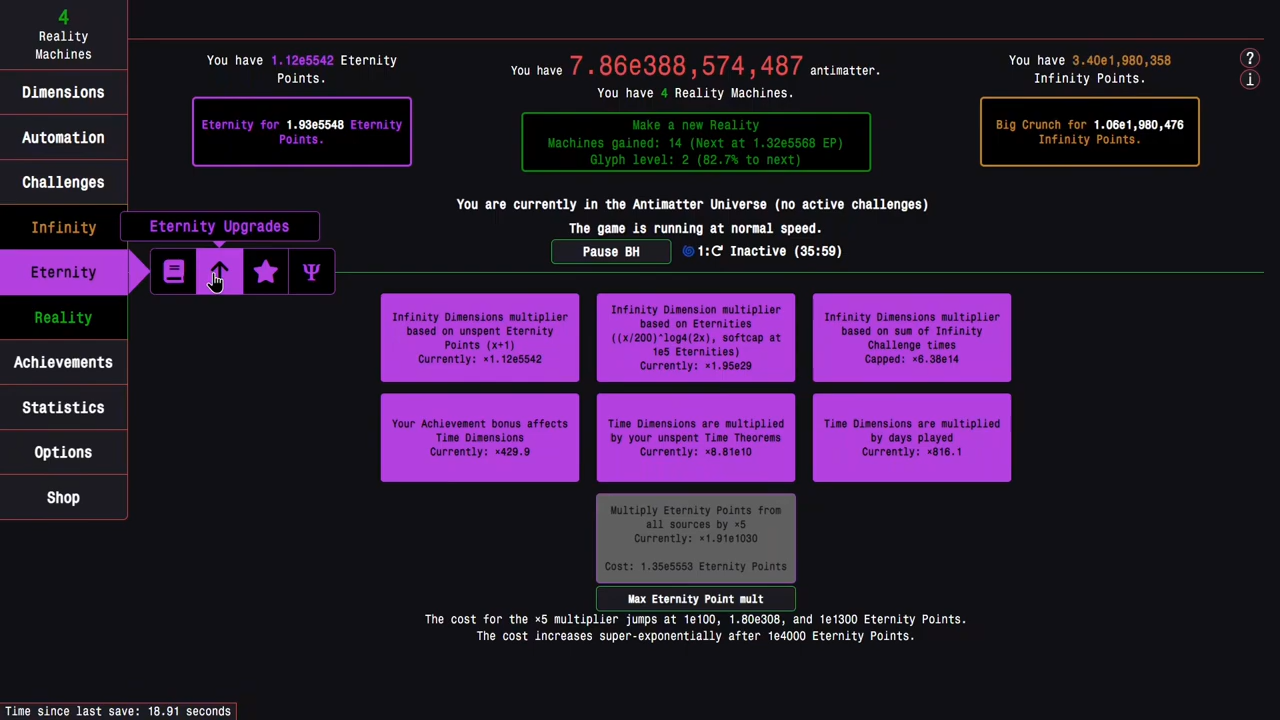 4
Reality
Machines
Dimensions
Automation
Challenges
Infinity
Eternity
Reality
Achievements
Statistics
Options
Shop
Eternity Upgrades
Ψ
You have 1.12e5542 Eternity
Points.
Eternity for 1.93e5548 Eternity
Points.
You have 7.86e388,574,487 antimatter.
You have 4 Reality Machines.
Make a new Reality
Machines gained: 14 (Next at 1.32e5568 EP)
Glyph level: 2 (82.7% to next)
You have 3.40e1,980,358
Infinity Points.
Big Crunch for 1.06e1,980,476
Infinity Points.
?
i
You are currently in the Antimatter Universe (no active challenges)
The game is running at normal speed.
Pause BH
🌀1:⟳ Inactive (35:59)
Infinity Dimensions multiplier
based on unspent Eternity
Points (x+1)
Currently: ×1.12e5542
Infinity Dimension multiplier
based on Eternities
((x/200)^log4(2x), softcap at
1e5 Eternities)
Currently: ×1.95e29
Infinity Dimensions multiplier
based on sum of Infinity
Challenge times
Capped: ×6.38e14
Your Achievement bonus affects
Time Dimensions
Currently: ×429.9
Time Dimensions are multiplied
by your unspent Time Theorems
Currently: ×8.81e10
Time Dimensions are multiplied
by days played
Currently: ×816.1
Multiply Eternity Points from
all sources by ×5
Currently: ×1.91e1030
Cost: 1.35e5553 Eternity Points
Max Eternity Point mult
The cost for the ×5 multiplier jumps at 1e100, 1.80e308, and 1e1300 Eternity Points.
The cost increases super-exponentially after 1e4000 Eternity Points.
Time since last save: 18.91 seconds